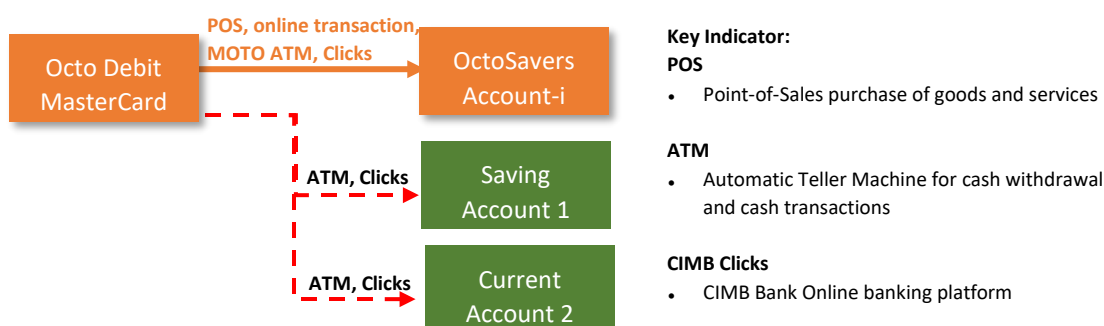 POS, online transaction,
MOTO ATM, Clicks
Octo Debit
MasterCard
OctoSavers
Account-i
ATM, Clicks
Saving
Account 1
ATM, Clicks
Current
Account 2
Key Indicator:
POS
• Point-of-Sales purchase of goods and services
ATM
• Automatic Teller Machine for cash withdrawal
and cash transactions
CIMB Clicks
• CIMB Bank Online banking platform